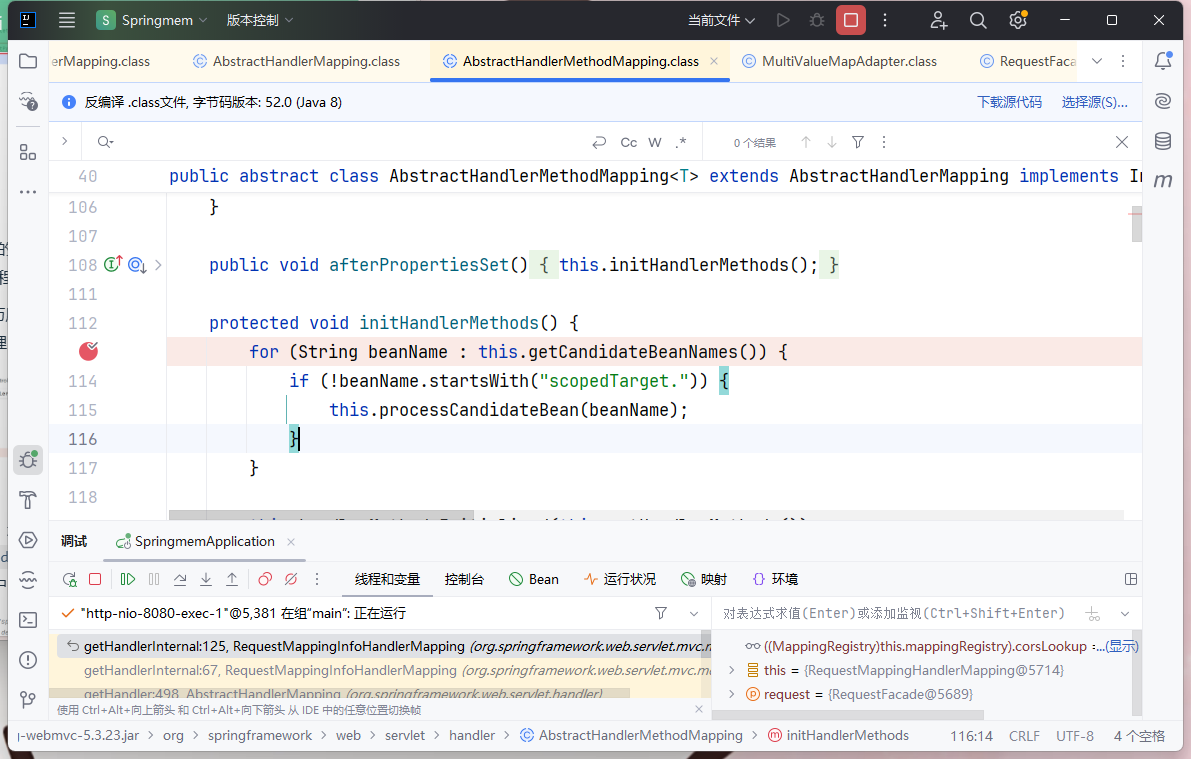 S Springmem 版本控制 当前文件
erMapping.class AbstractHandlerMapping.class AbstractHandlerMethodMapping.class MultiValueMapAdapter.class RequestFaca
反编译 .class文件, 字节码版本: 52.0 (Java 8) 下载源代码 选择源(S)...
Cc W .* 0 个结果
40 public abstract class AbstractHandlerMethodMapping<T> extends AbstractHandlerMapping implements In
106 }
107
108 public void afterPropertiesSet() { this.initHandlerMethods(); }
111
112 protected void initHandlerMethods() {
for (String beanName : this.getCandidateBeanNames()) {
114 if (!beanName.startsWith("scopedTarget.")) {
115 this.processCandidateBean(beanName);
116 }
117 }
118
调试 SpringmemApplication
线程和变量 控制台 Bean 运行状况 映射 环境
"http-nio-8080-exec-1"@5,381 在组"main": 正在运行
对表达式求值(Enter)或添加监视(Ctrl+Shift+Enter)
getHandlerInternal:125, RequestMappingInfoHandlerMapping (org.springframework.web.servlet.mvc.m
((MappingRegistry)this.mappingRegistry).corsLookup = ...(显示)
getHandlerInternal:67, RequestMappingInfoHandlerMapping (org.springframework.web.servlet.mvc.me
this = {RequestMappingHandlerMapping@5714}
getHandler:498, AbstractHandlerMapping (org.springframework.web.servlet.handler)
request = {RequestFacade@5689}
使用 Ctrl+Alt+向上箭头 和 Ctrl+Alt+向下箭头 从 IDE 中的任意位置切换帧
-webmvc-5.3.23.jar org springframework web servlet handler AbstractHandlerMethodMapping initHandlerMethods 116:14 CRLF UTF-8 4 个空格